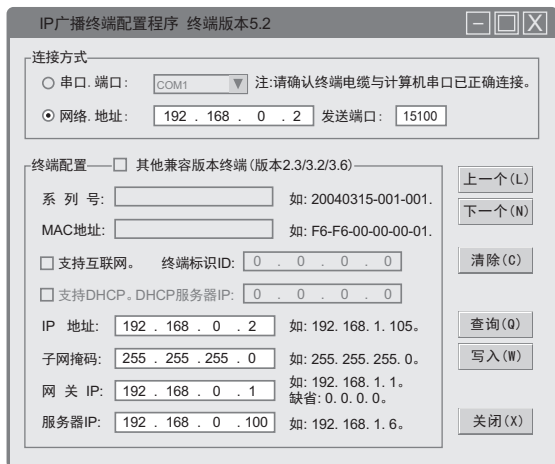 IP广播终端配置程序 终端版本5.2
连接方式
串口. 端口: COM1 注:请确认终端电缆与计算机串口已正确连接。
网络. 地址: 192 . 168 . 0 . 2 发送端口: 15100
终端配置 其他兼容版本终端(版本2.3/3.2/3.6)
上一个(L)
系 列 号: 如: 20040315-001-001.
下一个(N)
MAC地址: 如: F6-F6-00-00-00-01.
支持互联网。 终端标识ID: 0 . 0 . 0 . 0
清除(C)
支持DHCP。DHCP服务器IP: 0 . 0 . 0 . 0
IP 地址: 192 . 168 . 0 . 2 如: 192. 168. 1. 105。
查询(Q)
子网掩码: 255 . 255 . 255 . 0 如: 255. 255. 255. 0。
写入(W)
网 关 IP: 192 . 168 . 0 . 1 如: 192. 168. 1. 1。
缺省: 0. 0. 0. 0。
服务器IP: 192 . 168 . 0 . 100 如: 192. 168. 1. 6。
关闭(X)